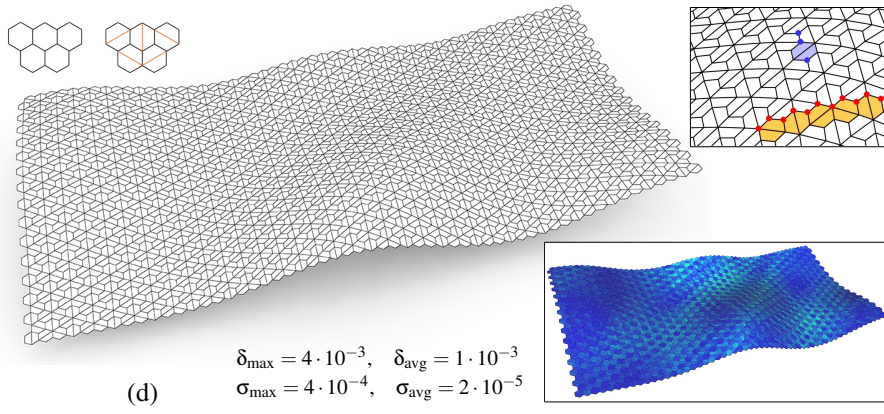 δmax = 4 · 10⁻³, δavg = 1 · 10⁻³
σmax = 4 · 10⁻⁴, σavg = 2 · 10⁻⁵
(d)